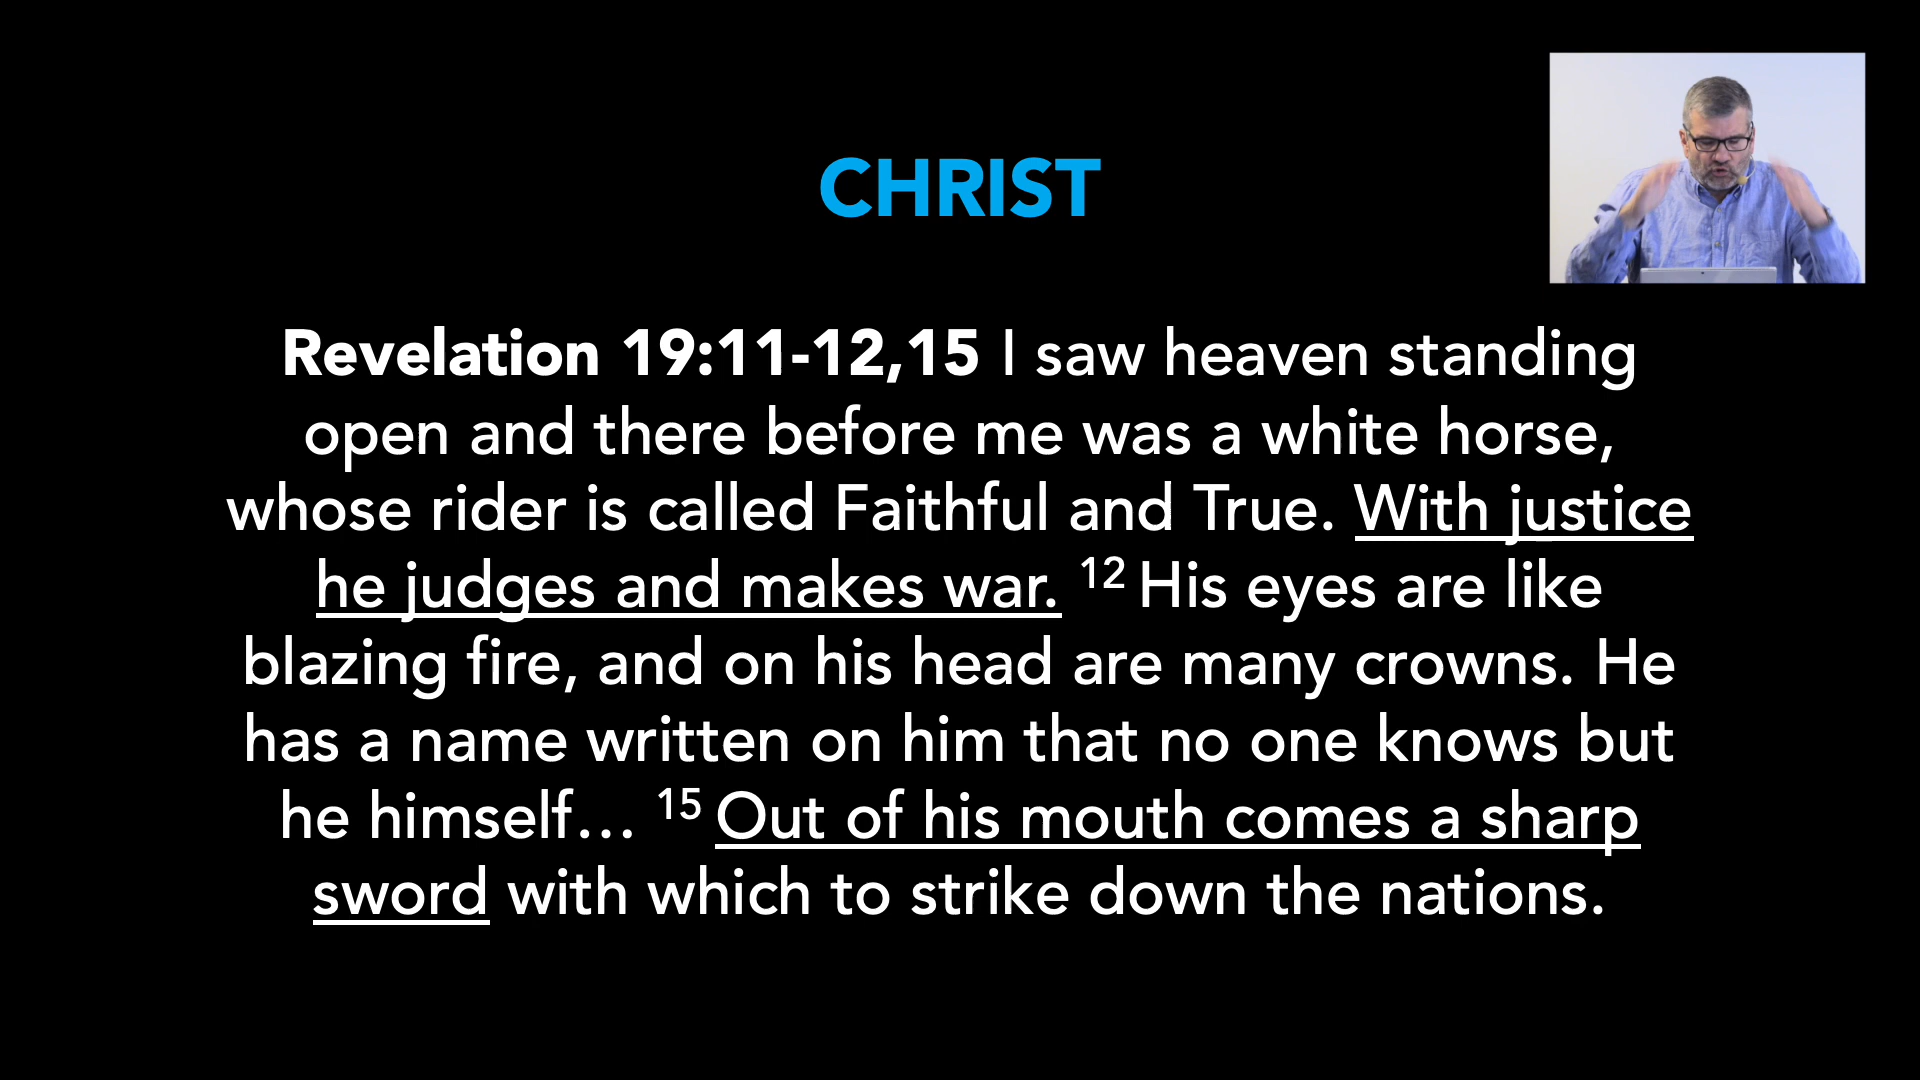 CHRIST
Revelation 19:11-12,15 I saw heaven standing
open and there before me was a white horse,
whose rider is called Faithful and True. With justice
he judges and makes war. 12 His eyes are like
blazing fire, and on his head are many crowns. He
has a name written on him that no one knows but
he himself… 15 Out of his mouth comes a sharp
sword with which to strike down the nations.